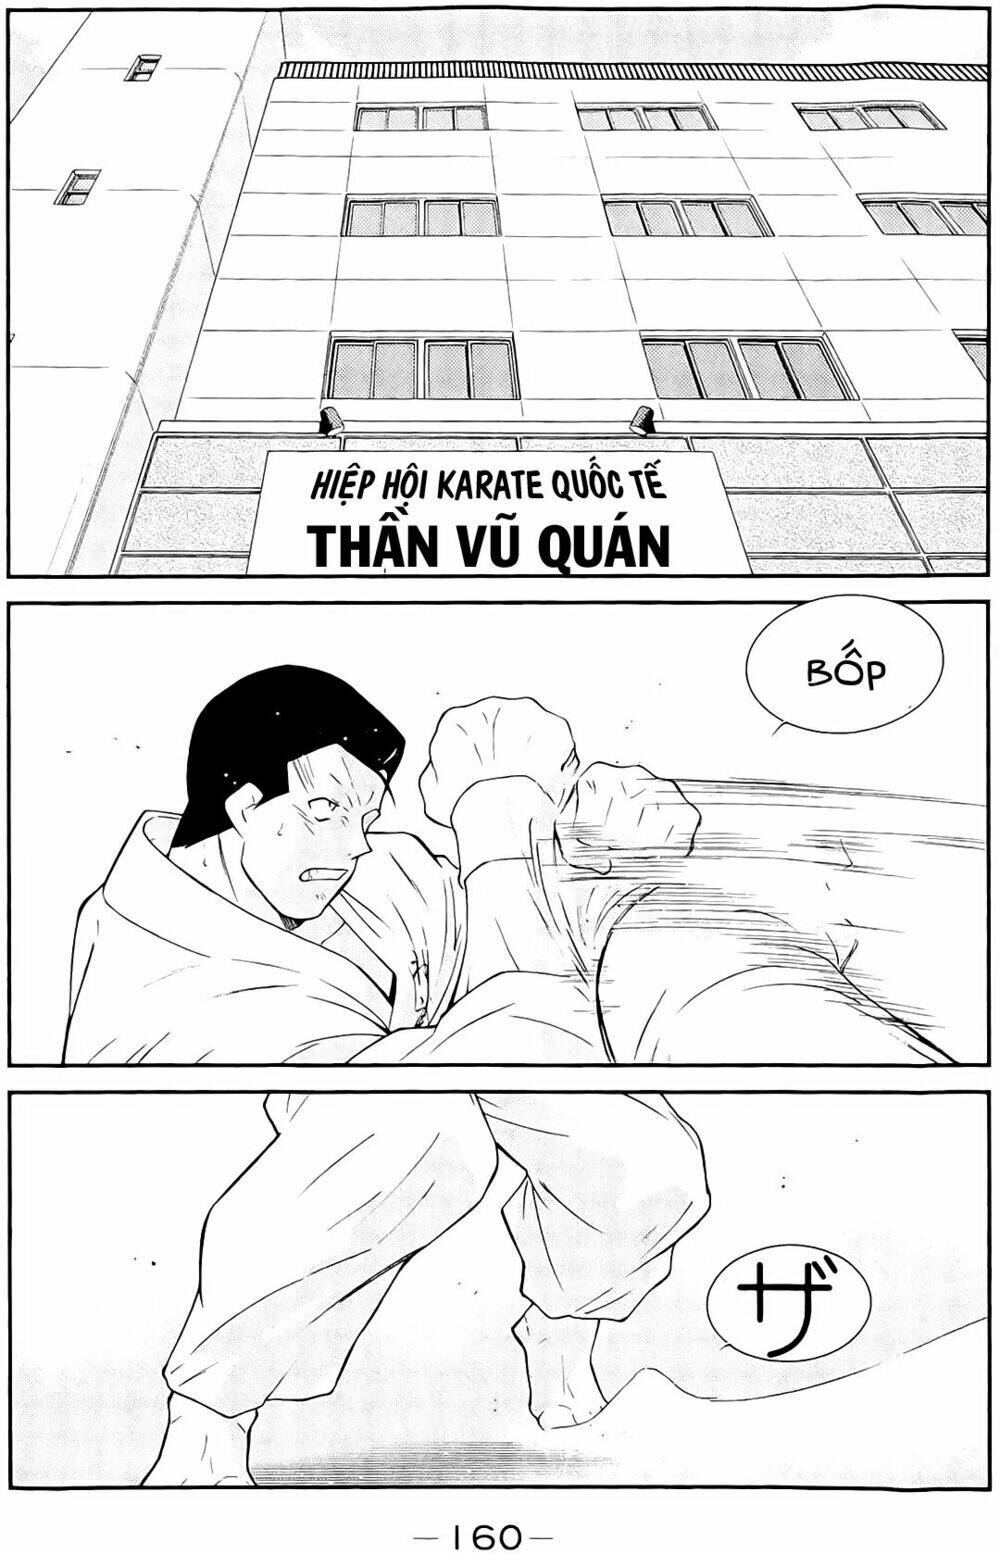 HIỆP HỘI KARATE QUỐC TẾ
THẦN VŨ QUÁN
BỐP
ザ
— 160 —